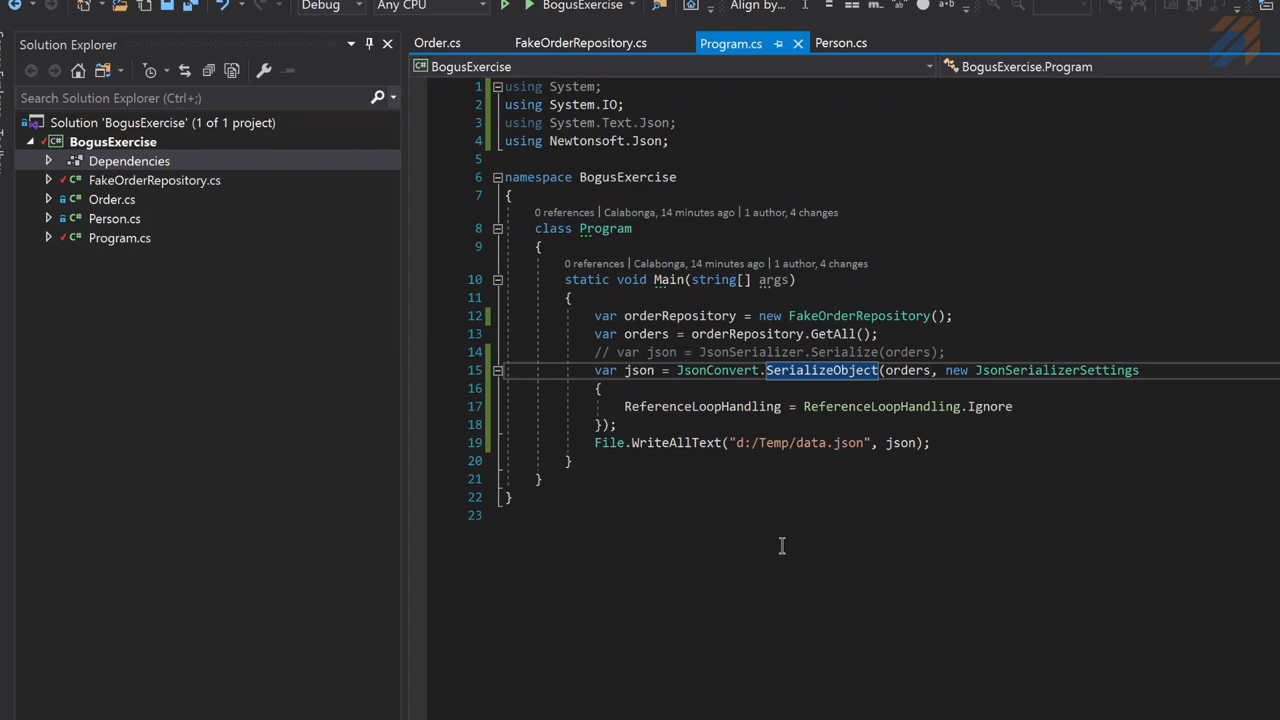 Debug
Any CPU
BogusExercise
Align by...
Solution Explorer
Order.cs
FakeOrderRepository.cs
Program.cs
Person.cs
BogusExercise
BogusExercise.Program
Search Solution Explorer (Ctrl+;)
Solution 'BogusExercise' (1 of 1 project)
BogusExercise
Dependencies
FakeOrderRepository.cs
Order.cs
Person.cs
Program.cs
1 using System;
2 using System.IO;
3 using System.Text.Json;
4 using Newtonsoft.Json;
5
6 namespace BogusExercise
7 {
0 references | Calabonga, 14 minutes ago | 1 author, 4 changes
8 class Program
9 {
0 references | Calabonga, 14 minutes ago | 1 author, 4 changes
10 static void Main(string[] args)
11 {
12 var orderRepository = new FakeOrderRepository();
13 var orders = orderRepository.GetAll();
14 // var json = JsonSerializer.Serialize(orders);
15 var json = JsonConvert.SerializeObject(orders, new JsonSerializerSettings
16 {
17 ReferenceLoopHandling = ReferenceLoopHandling.Ignore
18 });
19 File.WriteAllText("d:/Temp/data.json", json);
20 }
21 }
22 }
23